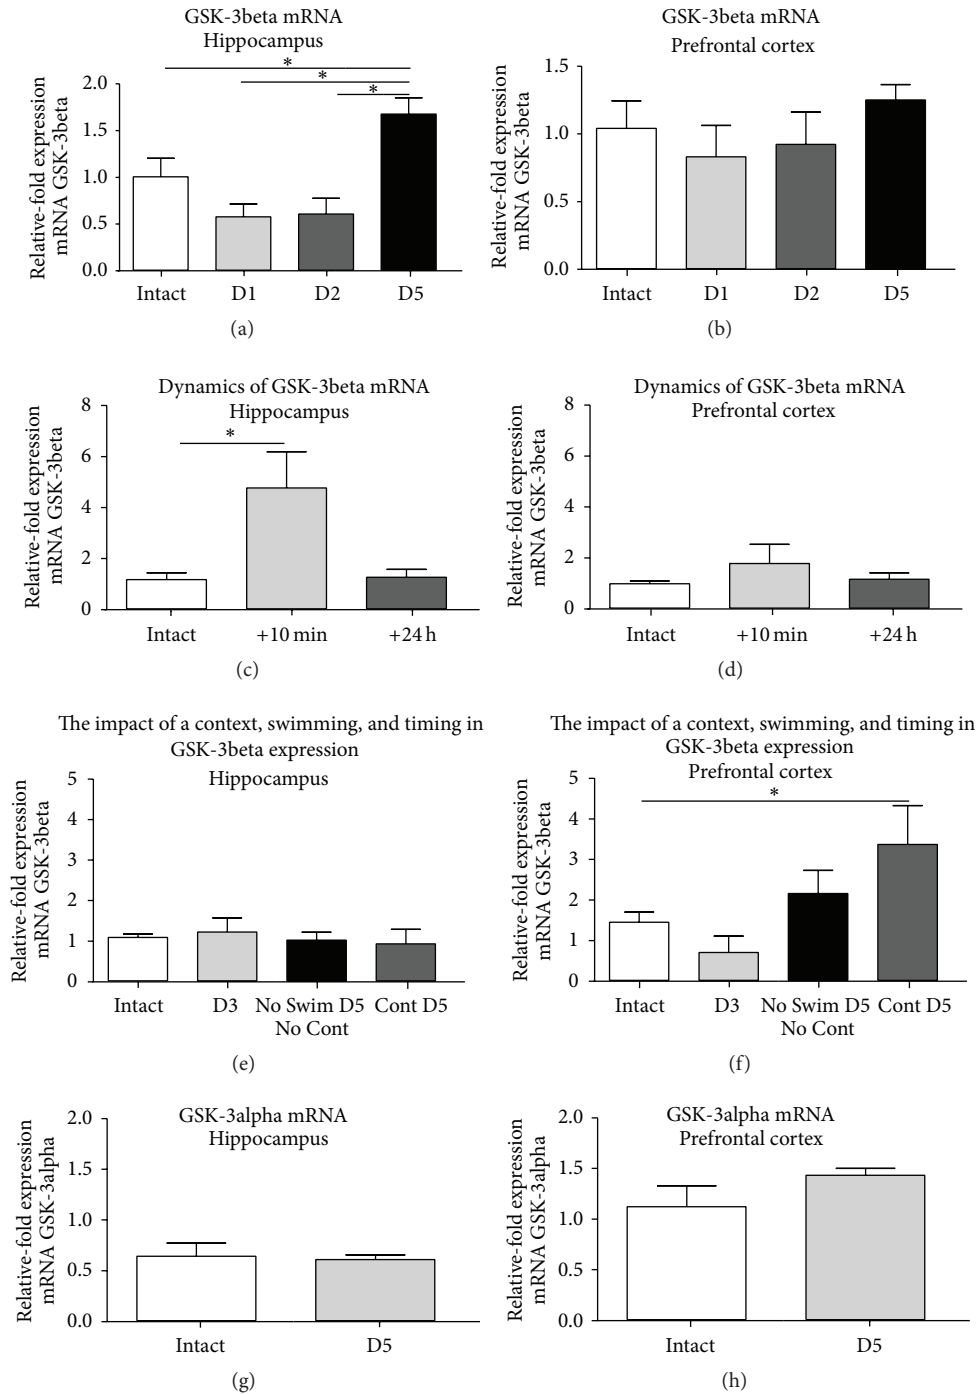 GSK-3beta mRNA
Hippocampus
Relative-fold expression
mRNA GSK-3beta
2.0
1.5
1.0
0.5
0.0
*
*
*
Intact D1 D2 D5
(a)
GSK-3beta mRNA
Prefrontal cortex
Relative-fold expression
mRNA GSK-3beta
1.5
1.0
0.5
0.0
Intact D1 D2 D5
(b)
Dynamics of GSK-3beta mRNA
Hippocampus
Relative-fold expression
mRNA GSK-3beta
8
6
4
2
0
*
Intact +10 min +24 h
(c)
Dynamics of GSK-3beta mRNA
Prefrontal cortex
Relative-fold expression
mRNA GSK-3beta
8
6
4
2
0
Intact +10 min +24 h
(d)
The impact of a context, swimming, and timing in
GSK-3beta expression
Hippocampus
Relative-fold expression
mRNA GSK-3beta
5
4
3
2
1
0
Intact D3 No Swim D5 Cont D5
No Cont
(e)
The impact of a context, swimming, and timing in
GSK-3beta expression
Prefrontal cortex
Relative-fold expression
mRNA GSK-3beta
5
4
3
2
1
0
*
Intact D3 No Swim D5 Cont D5
No Cont
(f)
GSK-3alpha mRNA
Hippocampus
Relative-fold expression
mRNA GSK-3alpha
2.0
1.5
1.0
0.5
0.0
Intact D5
(g)
GSK-3alpha mRNA
Prefrontal cortex
Relative-fold expression
mRNA GSK-3alpha
2.0
1.5
1.0
0.5
0.0
Intact D5
(h)